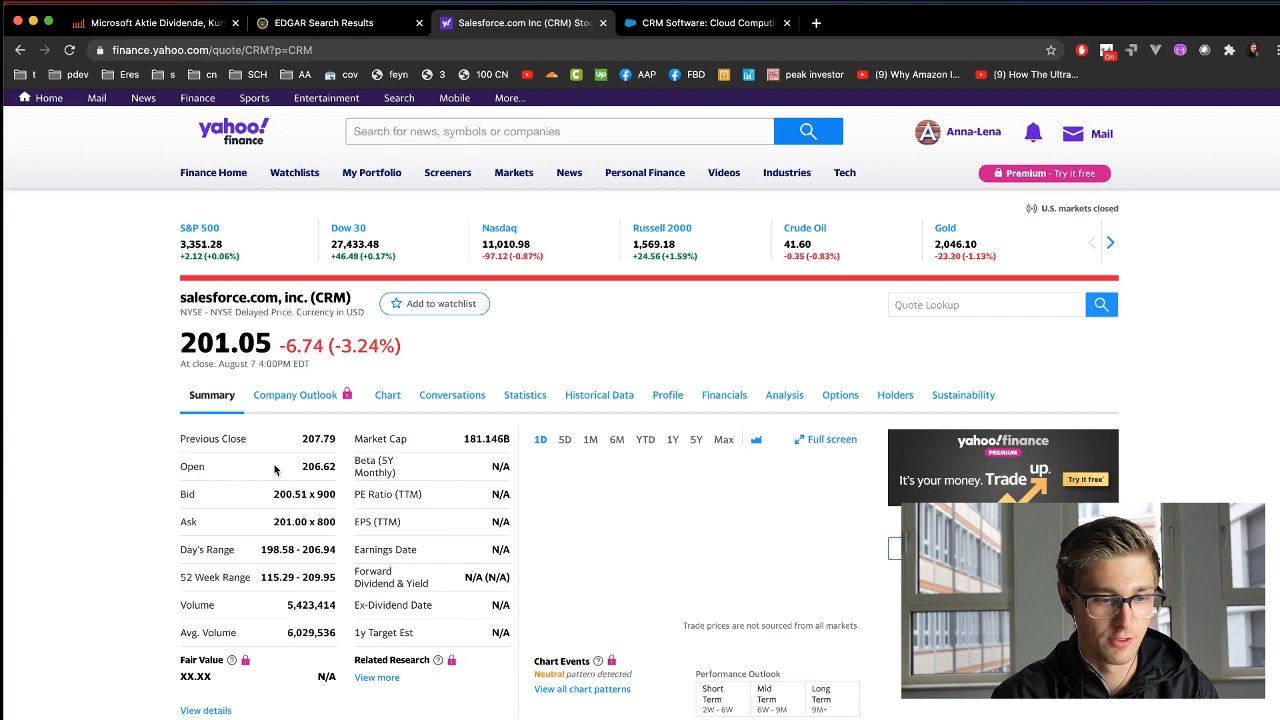 Microsoft Aktie Dividende, Kurs
EDGAR Search Results
Salesforce.com Inc (CRM) Stoc
CRM Software: Cloud Computi
finance.yahoo.com/quote/CRM?p=CRM
On
t
pdev
Eres
s
cn
SCH
AA
cov
feyn
3
100 CN
AAP
FBD
peak investor
(9) Why Amazon I...
(9) How The Ultra...
Home
Mail
News
Finance
Sports
Entertainment
Search
Mobile
More...
yahoo!
finance
Search for news, symbols or companies
Anna-Lena
Mail
Finance Home
Watchlists
My Portfolio
Screeners
Markets
News
Personal Finance
Videos
Industries
Tech
Premium - Try it free
U.S. markets closed
S&P 500
3,351.28
+2.12 (+0.06%)
Dow 30
27,433.48
+46.48 (+0.17%)
Nasdaq
11,010.98
-97.12 (-0.87%)
Russell 2000
1,569.18
+24.56 (+1.59%)
Crude Oil
41.60
-0.35 (-0.83%)
Gold
2,046.10
-23.30 (-1.13%)
salesforce.com, inc. (CRM)
NYSE - NYSE Delayed Price. Currency in USD
Add to watchlist
Quote Lookup
201.05 -6.74 (-3.24%)
At close: August 7 4:00PM EDT
Summary
Company Outlook
Chart
Conversations
Statistics
Historical Data
Profile
Financials
Analysis
Options
Holders
Sustainability
Previous Close 207.79
Open 206.62
Bid 200.51 x 900
Ask 201.00 x 800
Day's Range 198.58 - 206.94
52 Week Range 115.29 - 209.95
Volume 5,423,414
Avg. Volume 6,029,536
Fair Value
XX.XX N/A
View details
Market Cap 181.146B
Beta (5Y
Monthly) N/A
PE Ratio (TTM) N/A
EPS (TTM) N/A
Earnings Date N/A
Forward
Dividend & Yield N/A (N/A)
Ex-Dividend Date N/A
1y Target Est N/A
Related Research
View more
1D
5D
1M
6M
YTD
1Y
5Y
Max
Full screen
Trade prices are not sourced from all markets
Chart Events
Neutral pattern detected
View all chart patterns
Performance Outlook
Short
Term
2W - 6W
Mid
Term
6W - 9M
Long
Term
9M+
yahoo!finance
PREMIUM
It's your money. Trade up.
Try it free*